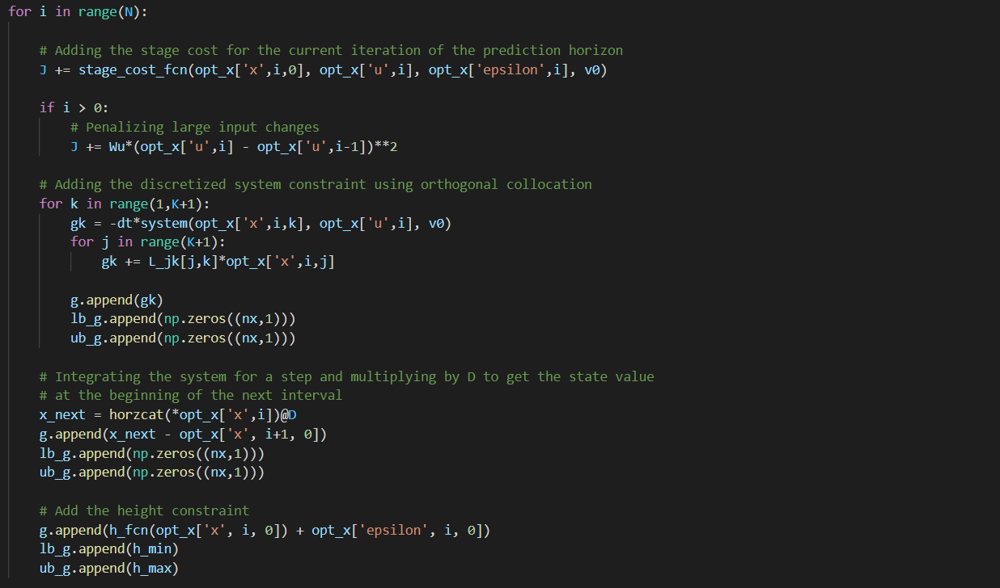 for i in range(N):
# Adding the stage cost for the current iteration of the prediction horizon
J += stage_cost_fcn(opt_x['x',i,0], opt_x['u',i], opt_x['epsilon',i], v0)
if i > 0:
# Penalizing large input changes
J += Wu*(opt_x['u',i] - opt_x['u',i-1])**2
# Adding the discretized system constraint using orthogonal collocation
for k in range(1,K+1):
gk = -dt*system(opt_x['x',i,k], opt_x['u',i], v0)
for j in range(K+1):
gk += L_jk[j,k]*opt_x['x',i,j]
g.append(gk)
lb_g.append(np.zeros((nx,1)))
ub_g.append(np.zeros((nx,1)))
# Integrating the system for a step and multiplying by D to get the state value
# at the beginning of the next interval
x_next = horzcat(*opt_x['x',i])@D
g.append(x_next - opt_x['x', i+1, 0])
lb_g.append(np.zeros((nx,1)))
ub_g.append(np.zeros((nx,1)))
# Add the height constraint
g.append(h_fcn(opt_x['x', i, 0]) + opt_x['epsilon', i, 0])
lb_g.append(h_min)
ub_g.append(h_max)